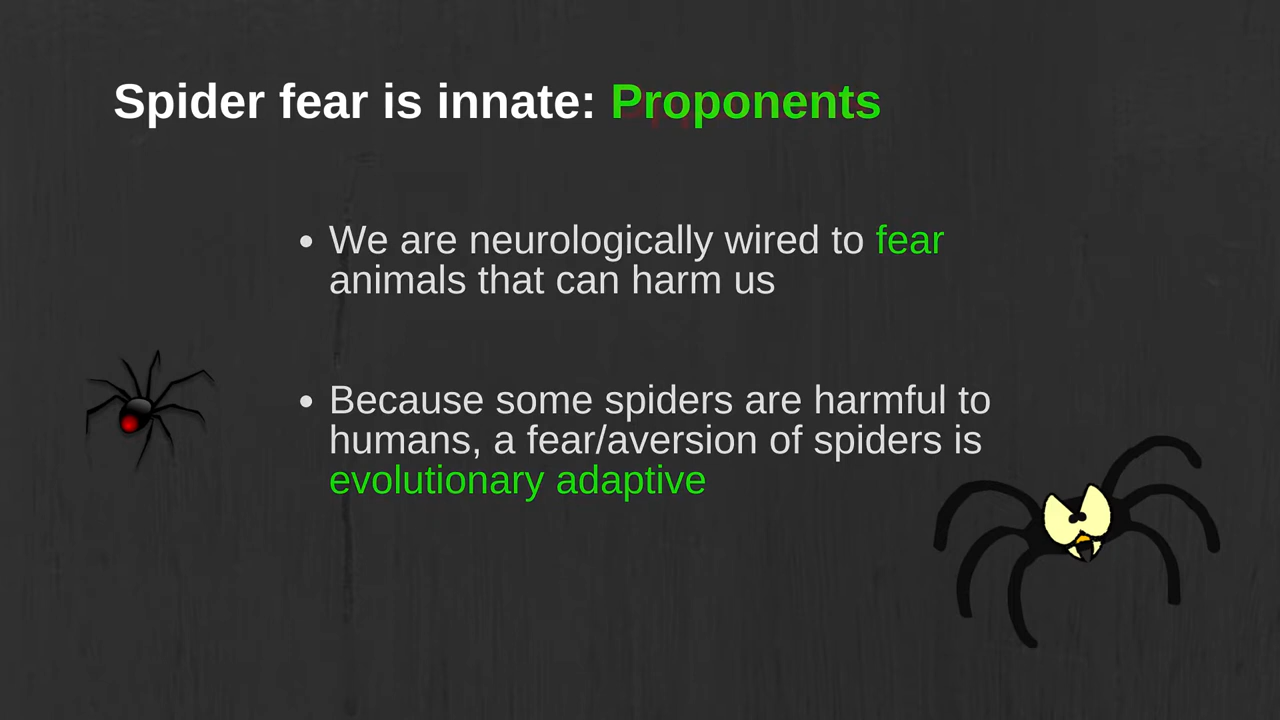 Spider fear is innate: Proponents
• We are neurologically wired to fear
animals that can harm us
• Because some spiders are harmful to
humans, a fear/aversion of spiders is
evolutionary adaptive